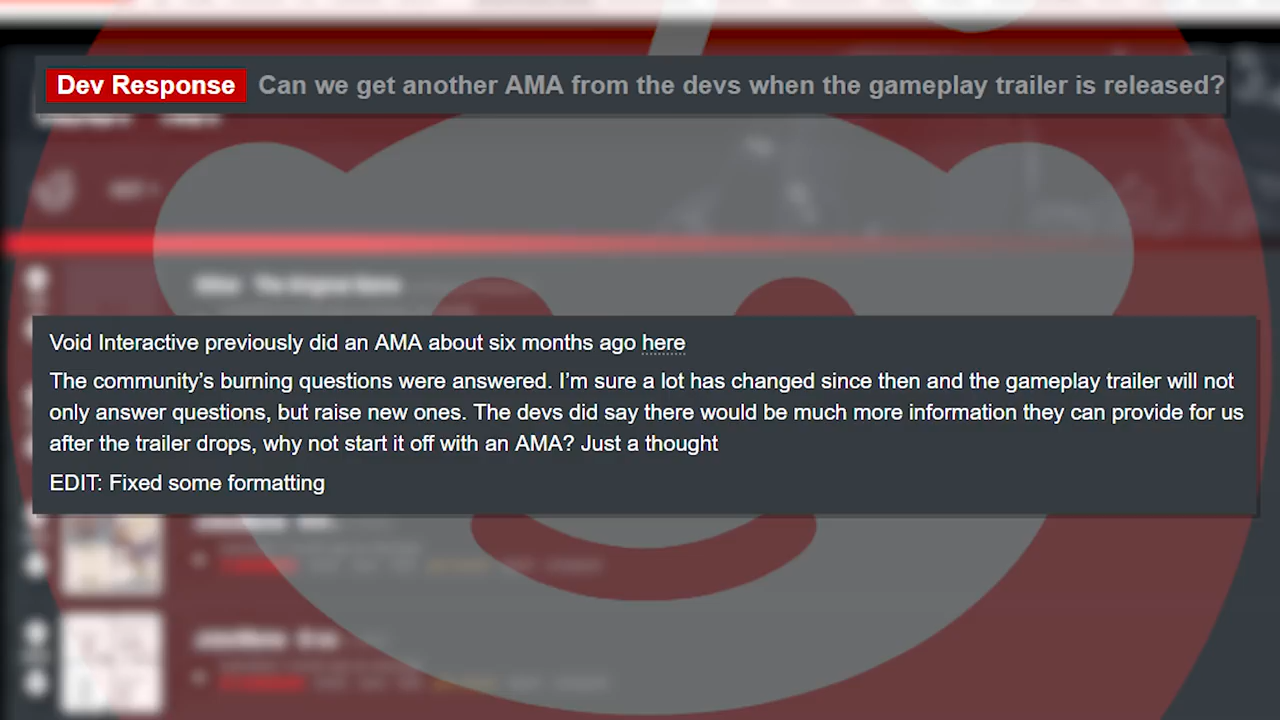 Dev Response Can we get another AMA from the devs when the gameplay trailer is released?
Void Interactive previously did an AMA about six months ago here
The community’s burning questions were answered. I’m sure a lot has changed since then and the gameplay trailer will not
only answer questions, but raise new ones. The devs did say there would be much more information they can provide for us
after the trailer drops, why not start it off with an AMA? Just a thought
EDIT: Fixed some formatting